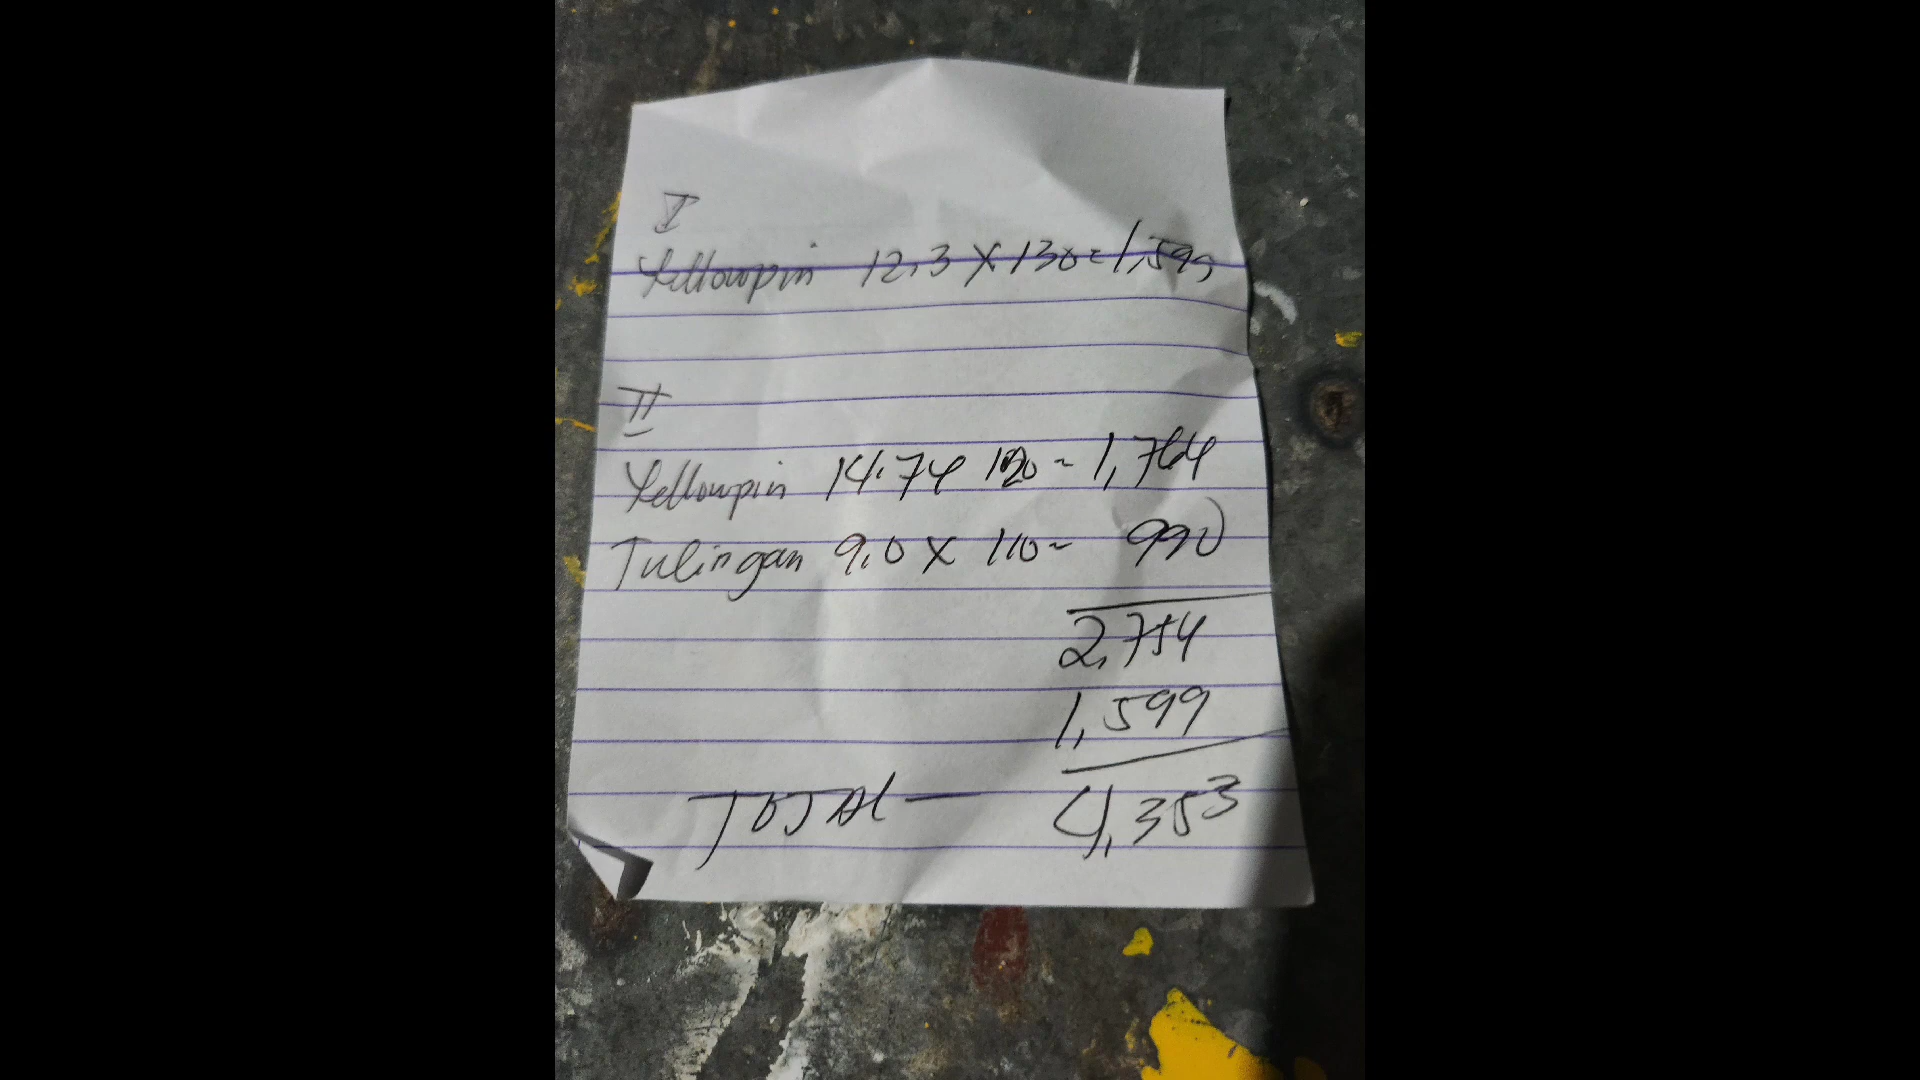 I
Yellowpin 12.3 X 130 = 1,599
II
Yellowpin 14.7 x 120 - 1,764
Tulingan 9.0 x 110 - 990
2,754
1,599
TOTAL — 4,353